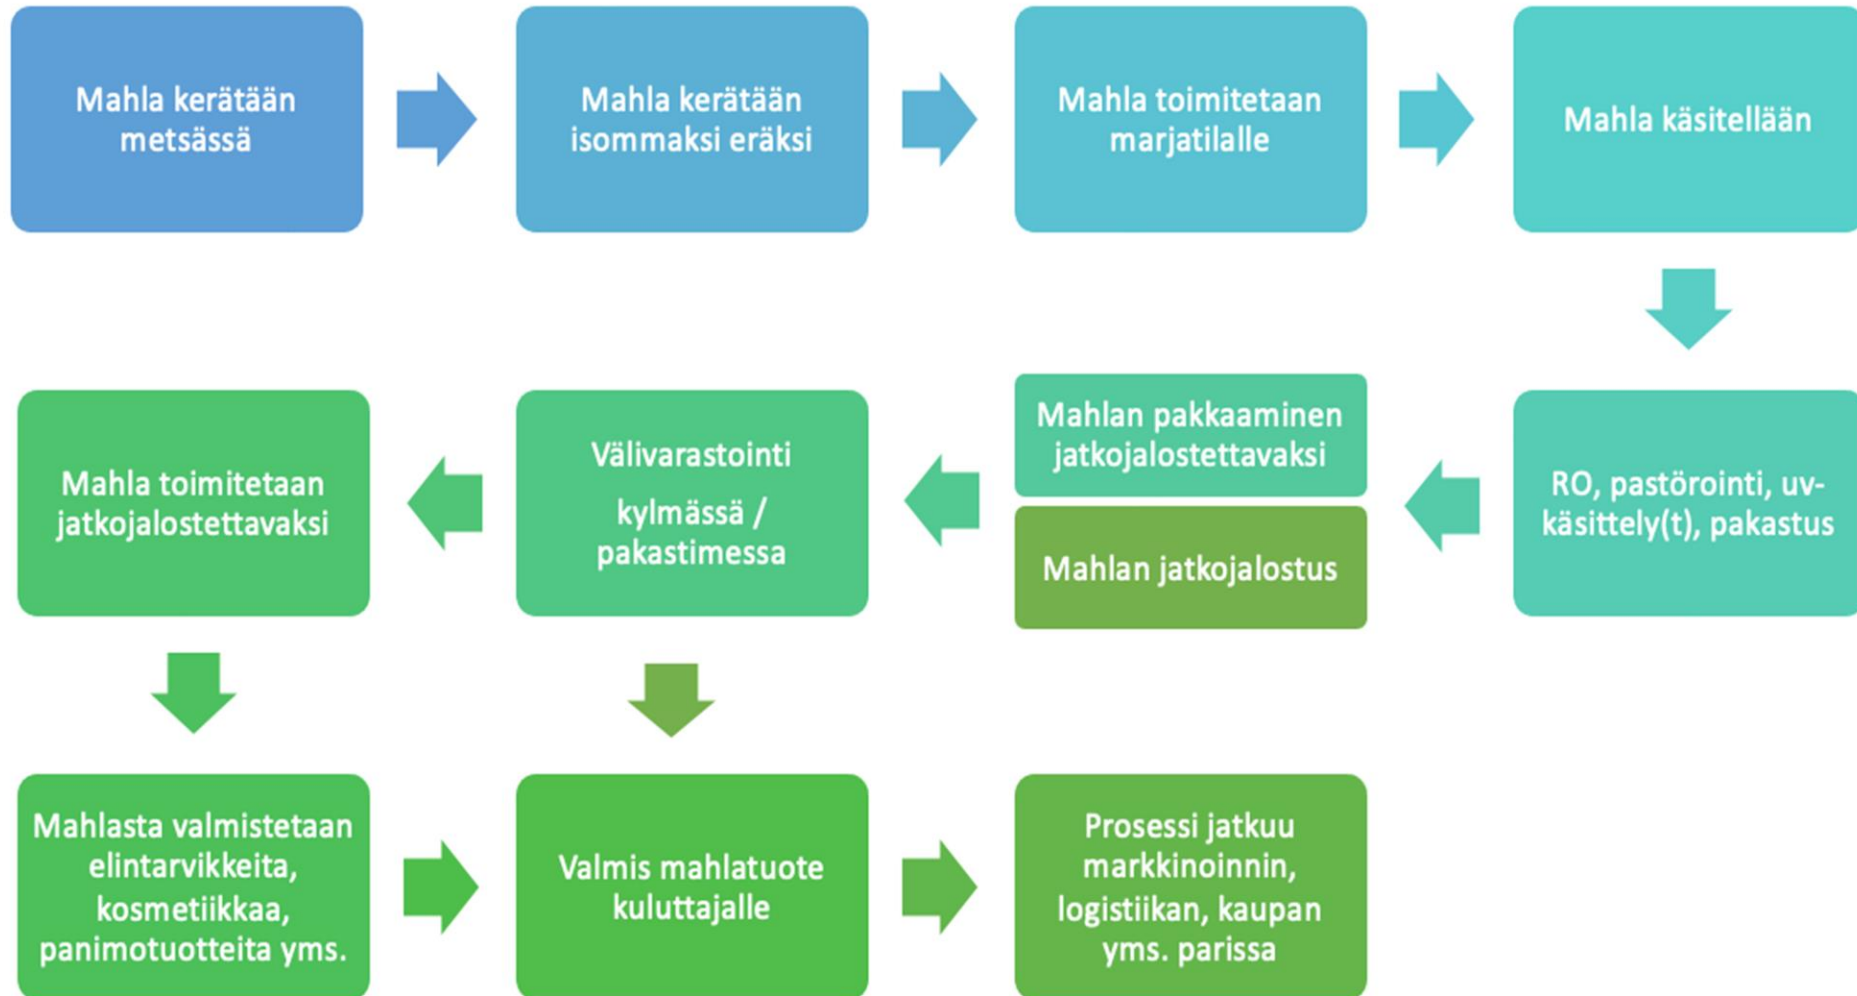 Mahla kerätään
metsässä
Mahla kerätään
isommaksi eräksi
Mahla toimitetaan
marjatilalle
Mahla käsitellään
RO, pastörointi, uv-
käsittely(t), pakastus
Mahlan pakkaaminen
jatkojalostettavaksi
Mahlan jatkojalostus
Välivarastointi
kylmässä /
pakastimessa
Mahla toimitetaan
jatkojalostettavaksi
Mahlasta valmistetaan
elintarvikkeita,
kosmetiikkaa,
panimotuotteita yms.
Valmis mahlatuote
kuluttajalle
Prosessi jatkuu
markkinoinnin,
logistiikan, kaupan
yms. parissa